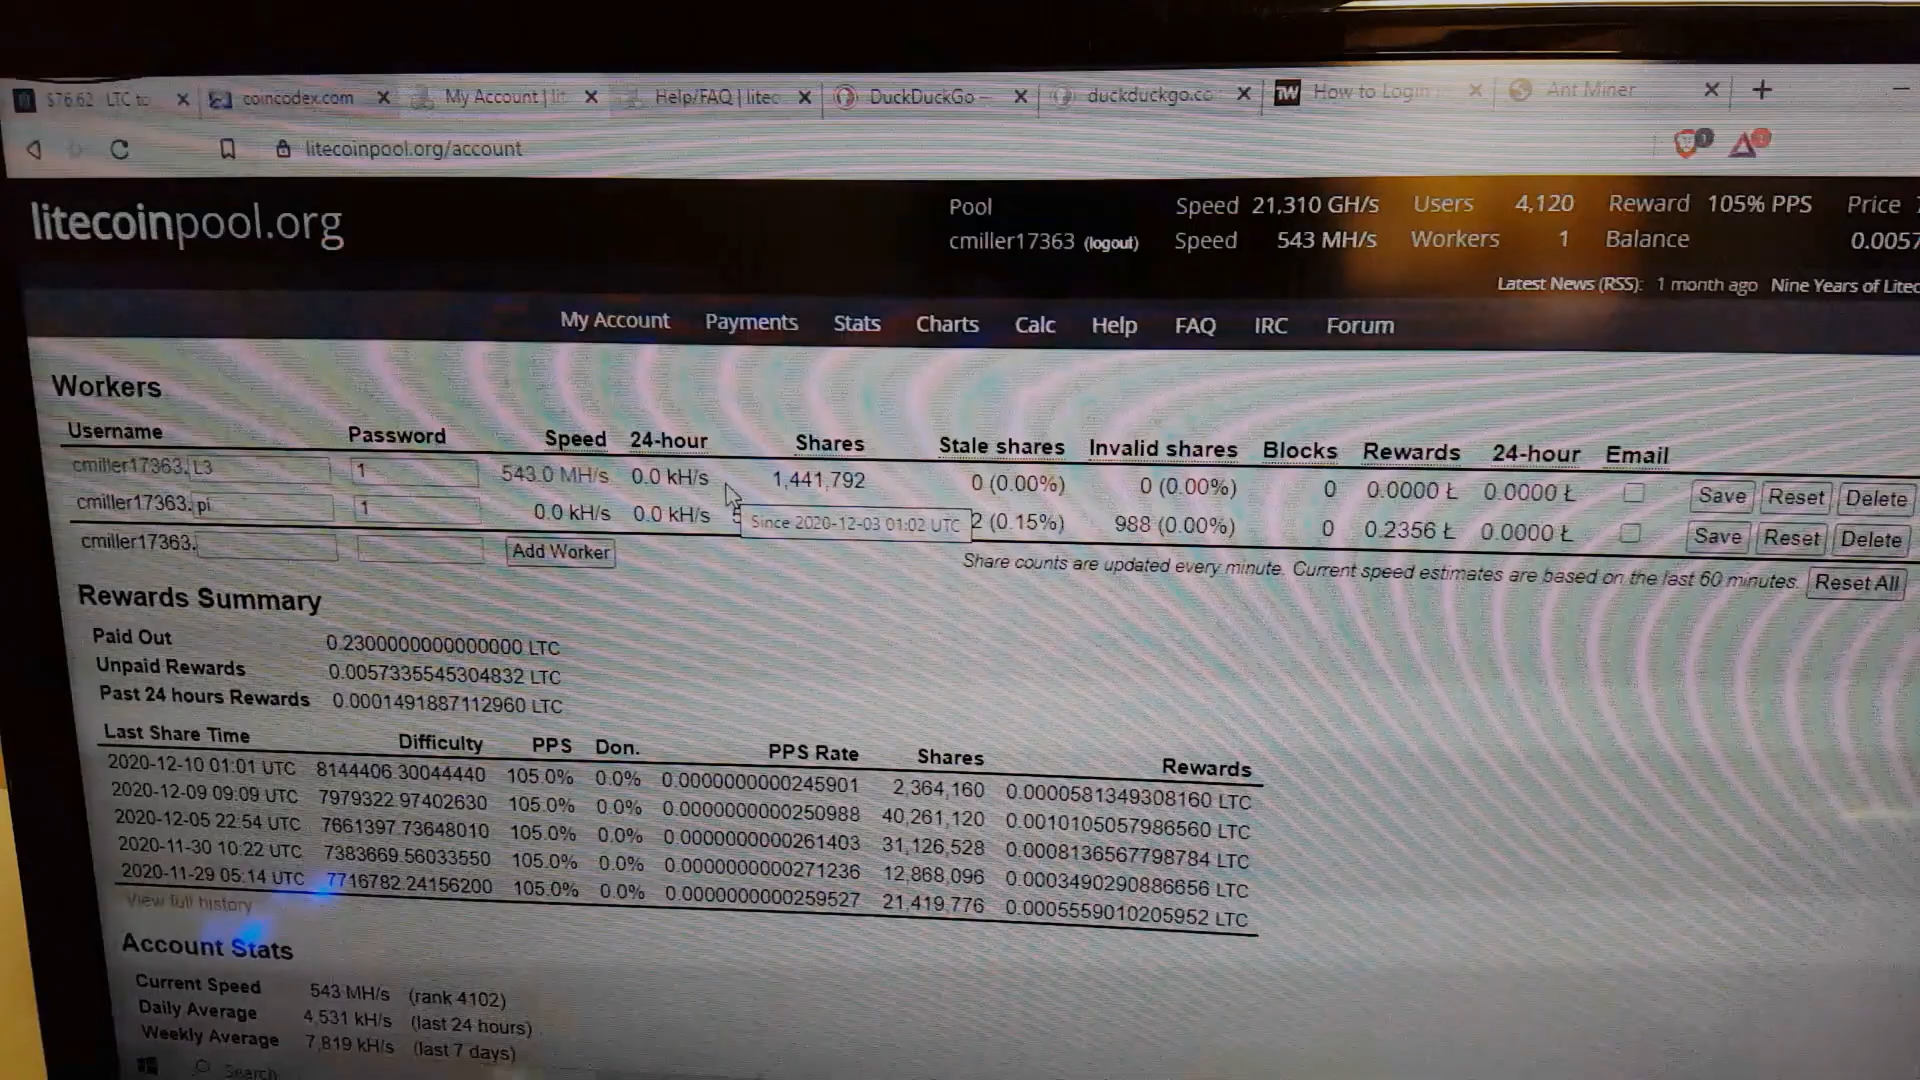 $76.62 LTC to
coincodex.com
My Account | lit
Help/FAQ | litec
DuckDuckGo —
duckduckgo.co
How to Login
Ant Miner
litecoinpool.org/account
litecoinpool.org
Pool Speed 21,310 GH/s Users 4,120 Reward 105% PPS Price
cmiller17363 (logout) Speed 543 MH/s Workers 1 Balance 0.0057
Latest News (RSS): 1 month ago Nine Years of Litec
My Account Payments Stats Charts Calc Help FAQ IRC Forum
Workers
Username Password Speed 24-hour Shares Stale shares Invalid shares Blocks Rewards 24-hour Email
cmiller17363. L3 1 543.0 MH/s 0.0 kH/s 1,441,792 0 (0.00%) 0 (0.00%) 0 0.0000 Ł 0.0000 Ł Save Reset Delete
cmiller17363. pi 1 0.0 kH/s 0.0 kH/s 2 (0.15%) 988 (0.00%) 0 0.2356 Ł 0.0000 Ł Save Reset Delete
Since 2020-12-03 01:02 UTC
cmiller17363. Add Worker
Share counts are updated every minute. Current speed estimates are based on the last 60 minutes. Reset All
Rewards Summary
Paid Out 0.2300000000000000 LTC
Unpaid Rewards 0.0057335545304832 LTC
Past 24 hours Rewards 0.0001491887112960 LTC
Last Share Time Difficulty PPS Don. PPS Rate Shares Rewards
2020-12-10 01:01 UTC 8144406.30044440 105.0% 0.0% 0.0000000000245901 2,364,160 0.0000581349308160 LTC
2020-12-09 09:09 UTC 7979322.97402630 105.0% 0.0% 0.0000000000250988 40,261,120 0.0010105057986560 LTC
2020-12-05 22:54 UTC 7661397.73648010 105.0% 0.0% 0.0000000000261403 31,126,528 0.0008136567798784 LTC
2020-11-30 10:22 UTC 7383669.56033550 105.0% 0.0% 0.0000000000271236 12,868,096 0.0003490290886656 LTC
2020-11-29 05:14 UTC 7716782.24156200 105.0% 0.0% 0.0000000000259527 21,419,776 0.0005559010205952 LTC
View full history
Account Stats
Current Speed 543 MH/s (rank 4102)
Daily Average 4,531 kH/s (last 24 hours)
Weekly Average 7,819 kH/s (last 7 days)
Search